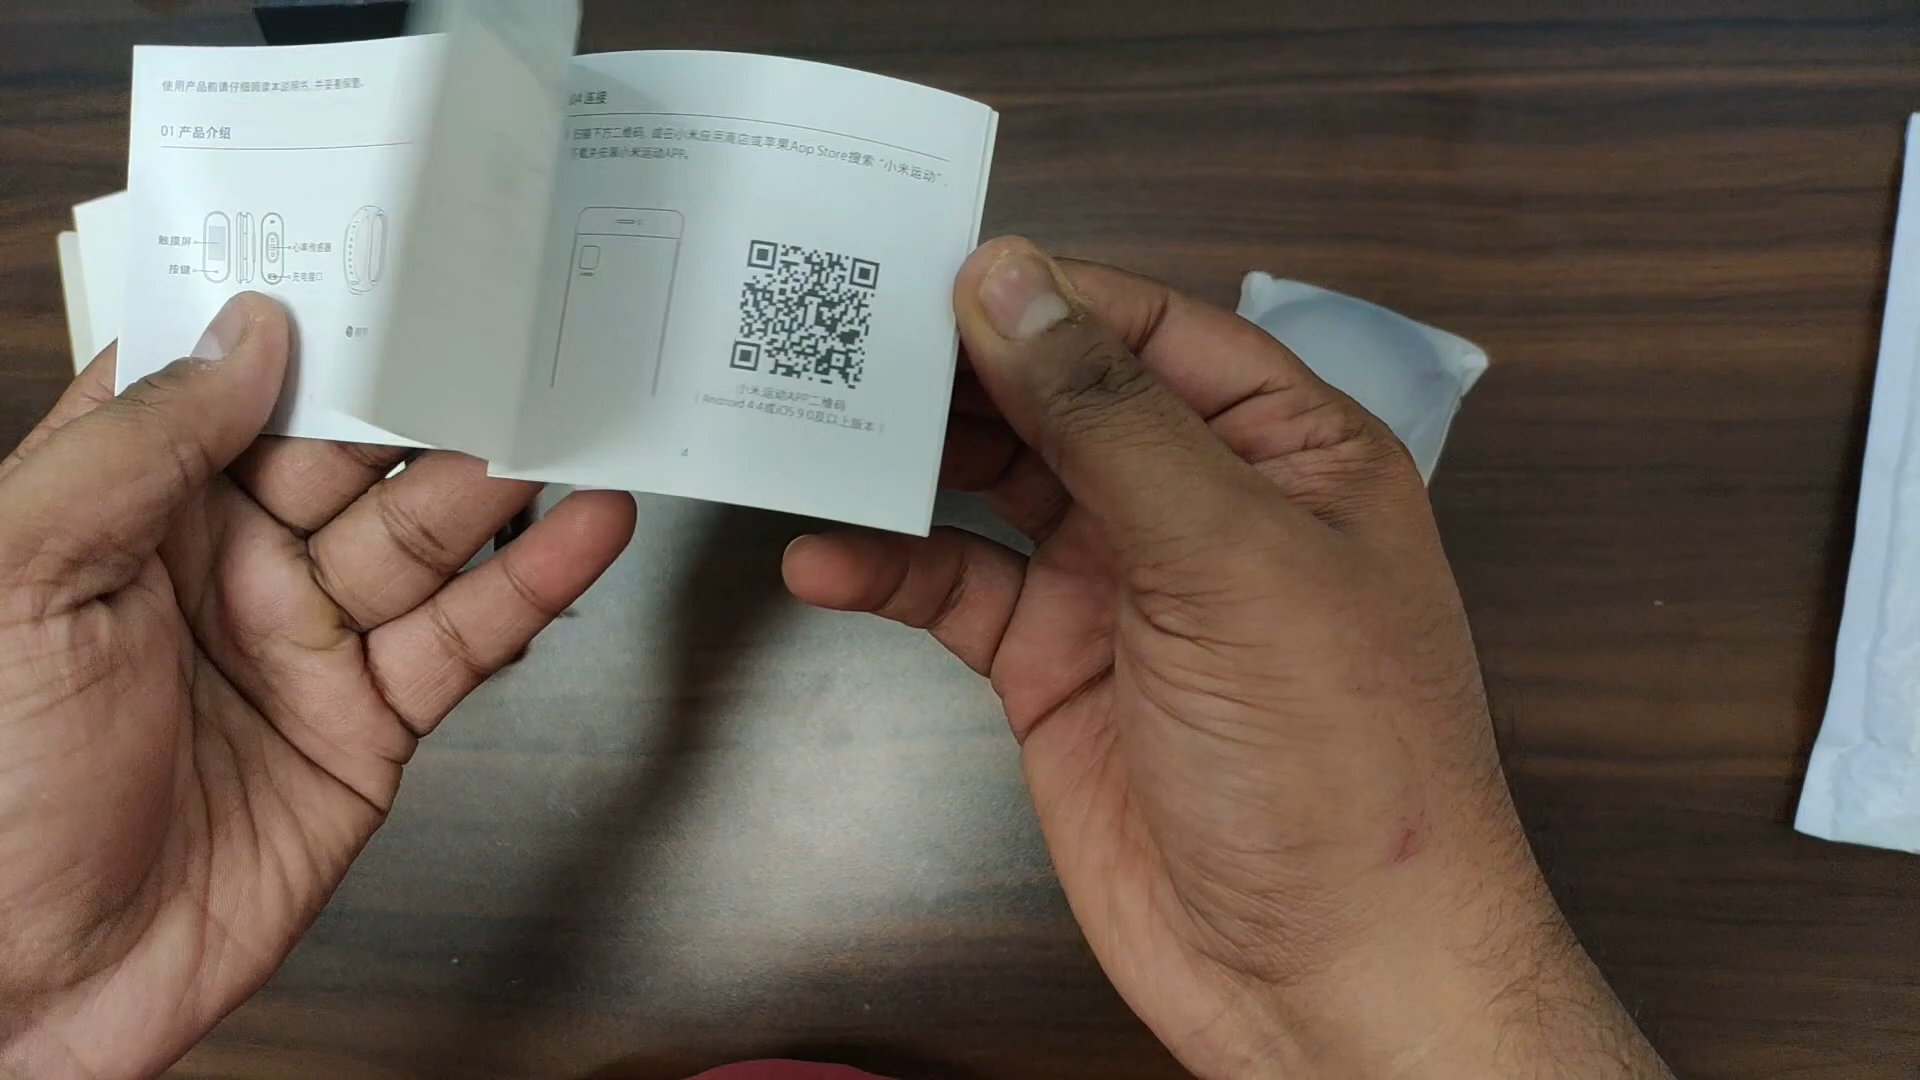 使用产品前请仔细阅读本说明书，并妥善保管。
01 产品介绍
触摸屏
按键
心率传感器
充电接口
腕带
04 连接
扫描下方二维码，或在小米应用商店或苹果App Store搜索“小米运动”，
下载并安装小米运动APP。
小米运动APP二维码
（Android 4.4或iOS 9.0及以上版本）
4